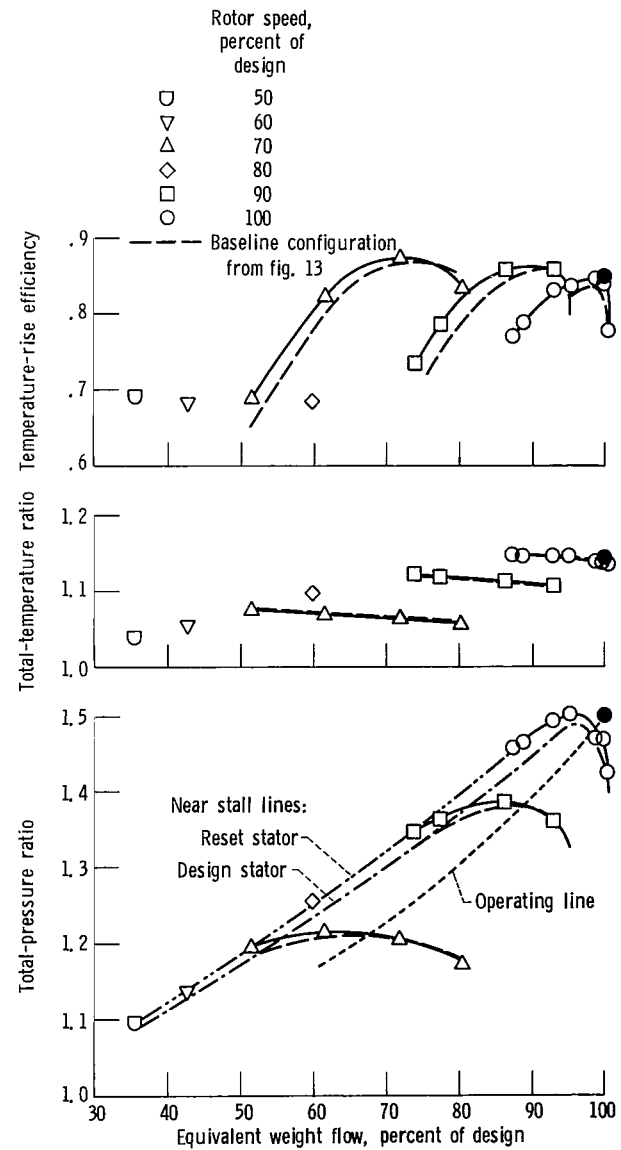 Rotor speed,
percent of
design
50
60
70
80
90
100
Baseline configuration
from fig. 13
Temperature-rise efficiency
.9
.8
.7
.6
Total-temperature ratio
1.2
1.1
1.0
Total-pressure ratio
1.5
1.4
1.3
1.2
1.1
1.0
Near stall lines:
Reset stator
Design stator
Operating line
30 40 50 60 70 80 90 100
Equivalent weight flow, percent of design